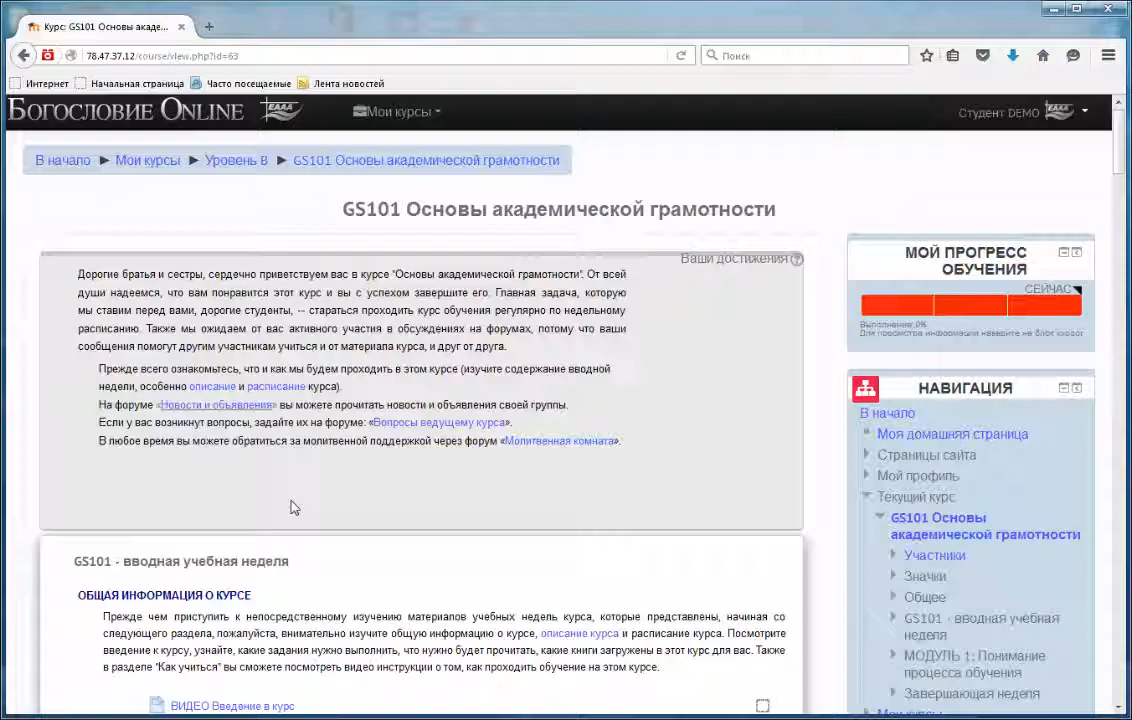 Курс: GS101 Основы акаде...
78.47.37.12/course/view.php?id=63
Поиск
Интернет Начальная страница Часто посещаемые Лента новостей
Богословие Online ЕААА Мои курсы Студент DEMO
В начало ► Мои курсы ► Уровень B ► GS101 Основы академической грамотности
GS101 Основы академической грамотности
Ваши достижения
Дорогие братья и сестры, сердечно приветствуем вас в курсе "Основы академической грамотности". От всей
души надеемся, что вам понравится этот курс и вы с успехом завершите его. Главная задача, которую
мы ставим перед вами, дорогие студенты, -- стараться проходить курс обучения регулярно по недельному
расписанию. Также мы ожидаем от вас активного участия в обсуждениях на форумах, потому что ваши
сообщения помогут другим участникам учиться и от материала курса, и друг от друга.
Прежде всего ознакомьтесь, что и как мы будем проходить в этом курсе (изучите содержание вводной
недели, особенно описание и расписание курса).
На форуме «Новости и объявления» вы можете прочитать новости и объявления своей группы.
Если у вас возникнут вопросы, задайте их на форуме: «Вопросы ведущему курса».
В любое время вы можете обратиться за молитвенной поддержкой через форум «Молитвенная комната».
GS101 - вводная учебная неделя
ОБЩАЯ ИНФОРМАЦИЯ О КУРСЕ
Прежде чем приступить к непосредственному изучению материалов учебных недель курса, которые представлены, начиная со
следующего раздела, пожалуйста, внимательно изучите общую информацию о курсе, описание курса и расписание курса. Посмотрите
введение к курсу, узнайте, какие задания нужно выполнить, что нужно будет прочитать, какие книги загружены в этот курс для вас. Также
в разделе "Как учиться" вы сможете посмотреть видео инструкции о том, как проходить обучение на этом курсе.
ВИДЕО Введение в курс
МОЙ ПРОГРЕСС
ОБУЧЕНИЯ
СЕЙЧАС
Выполнение: 0%
Для просмотра информации наведите на блок курсор
НАВИГАЦИЯ
В начало
Моя домашняя страница
Страницы сайта
Мой профиль
Текущий курс
GS101 Основы
академической грамотности
Участники
Значки
Общее
GS101 - вводная учебная
неделя
МОДУЛЬ 1: Понимание
процесса обучения
Завершающая неделя
Мои курсы